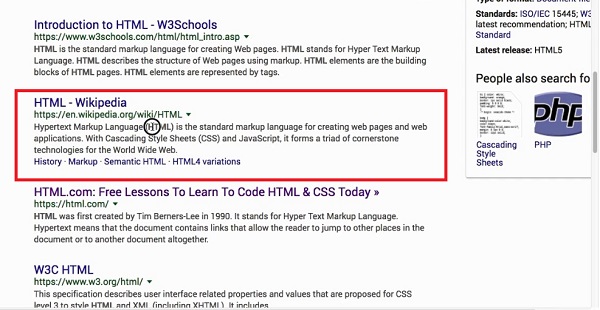 Introduction to HTML - W3Schools
https://www.w3schools.com/html/html_intro.asp
HTML is the standard markup language for creating Web pages. HTML stands for Hyper Text Markup
Language. HTML describes the structure of Web pages using markup. HTML elements are the building
blocks of HTML pages. HTML elements are represented by tags.
HTML - Wikipedia
https://en.wikipedia.org/wiki/HTML
Hypertext Markup Language (HTML) is the standard markup language for creating web pages and web
applications. With Cascading Style Sheets (CSS) and JavaScript, it forms a triad of cornerstone
technologies for the World Wide Web.
History · Markup · Semantic HTML · HTML4 variations
HTML.com: Free Lessons To Learn To Code HTML & CSS Today »
https://html.com/
HTML was first created by Tim Berners-Lee in 1990. It stands for Hyper Text Markup Language.
Hypertext means that the document contains links that allow the reader to jump to other places in the
document or to another document altogether.
W3C HTML
https://www.w3.org/html/
This specification describes user interface related properties and values that are proposed for CSS
level 3 to style HTML and XML (including XHTML). It includes
Standards: ISO/IEC 15445; W3
latest recommendation; HTML
Standard
Latest release: HTML5
People also search fo
php
Cascading
Style
Sheets
PHP